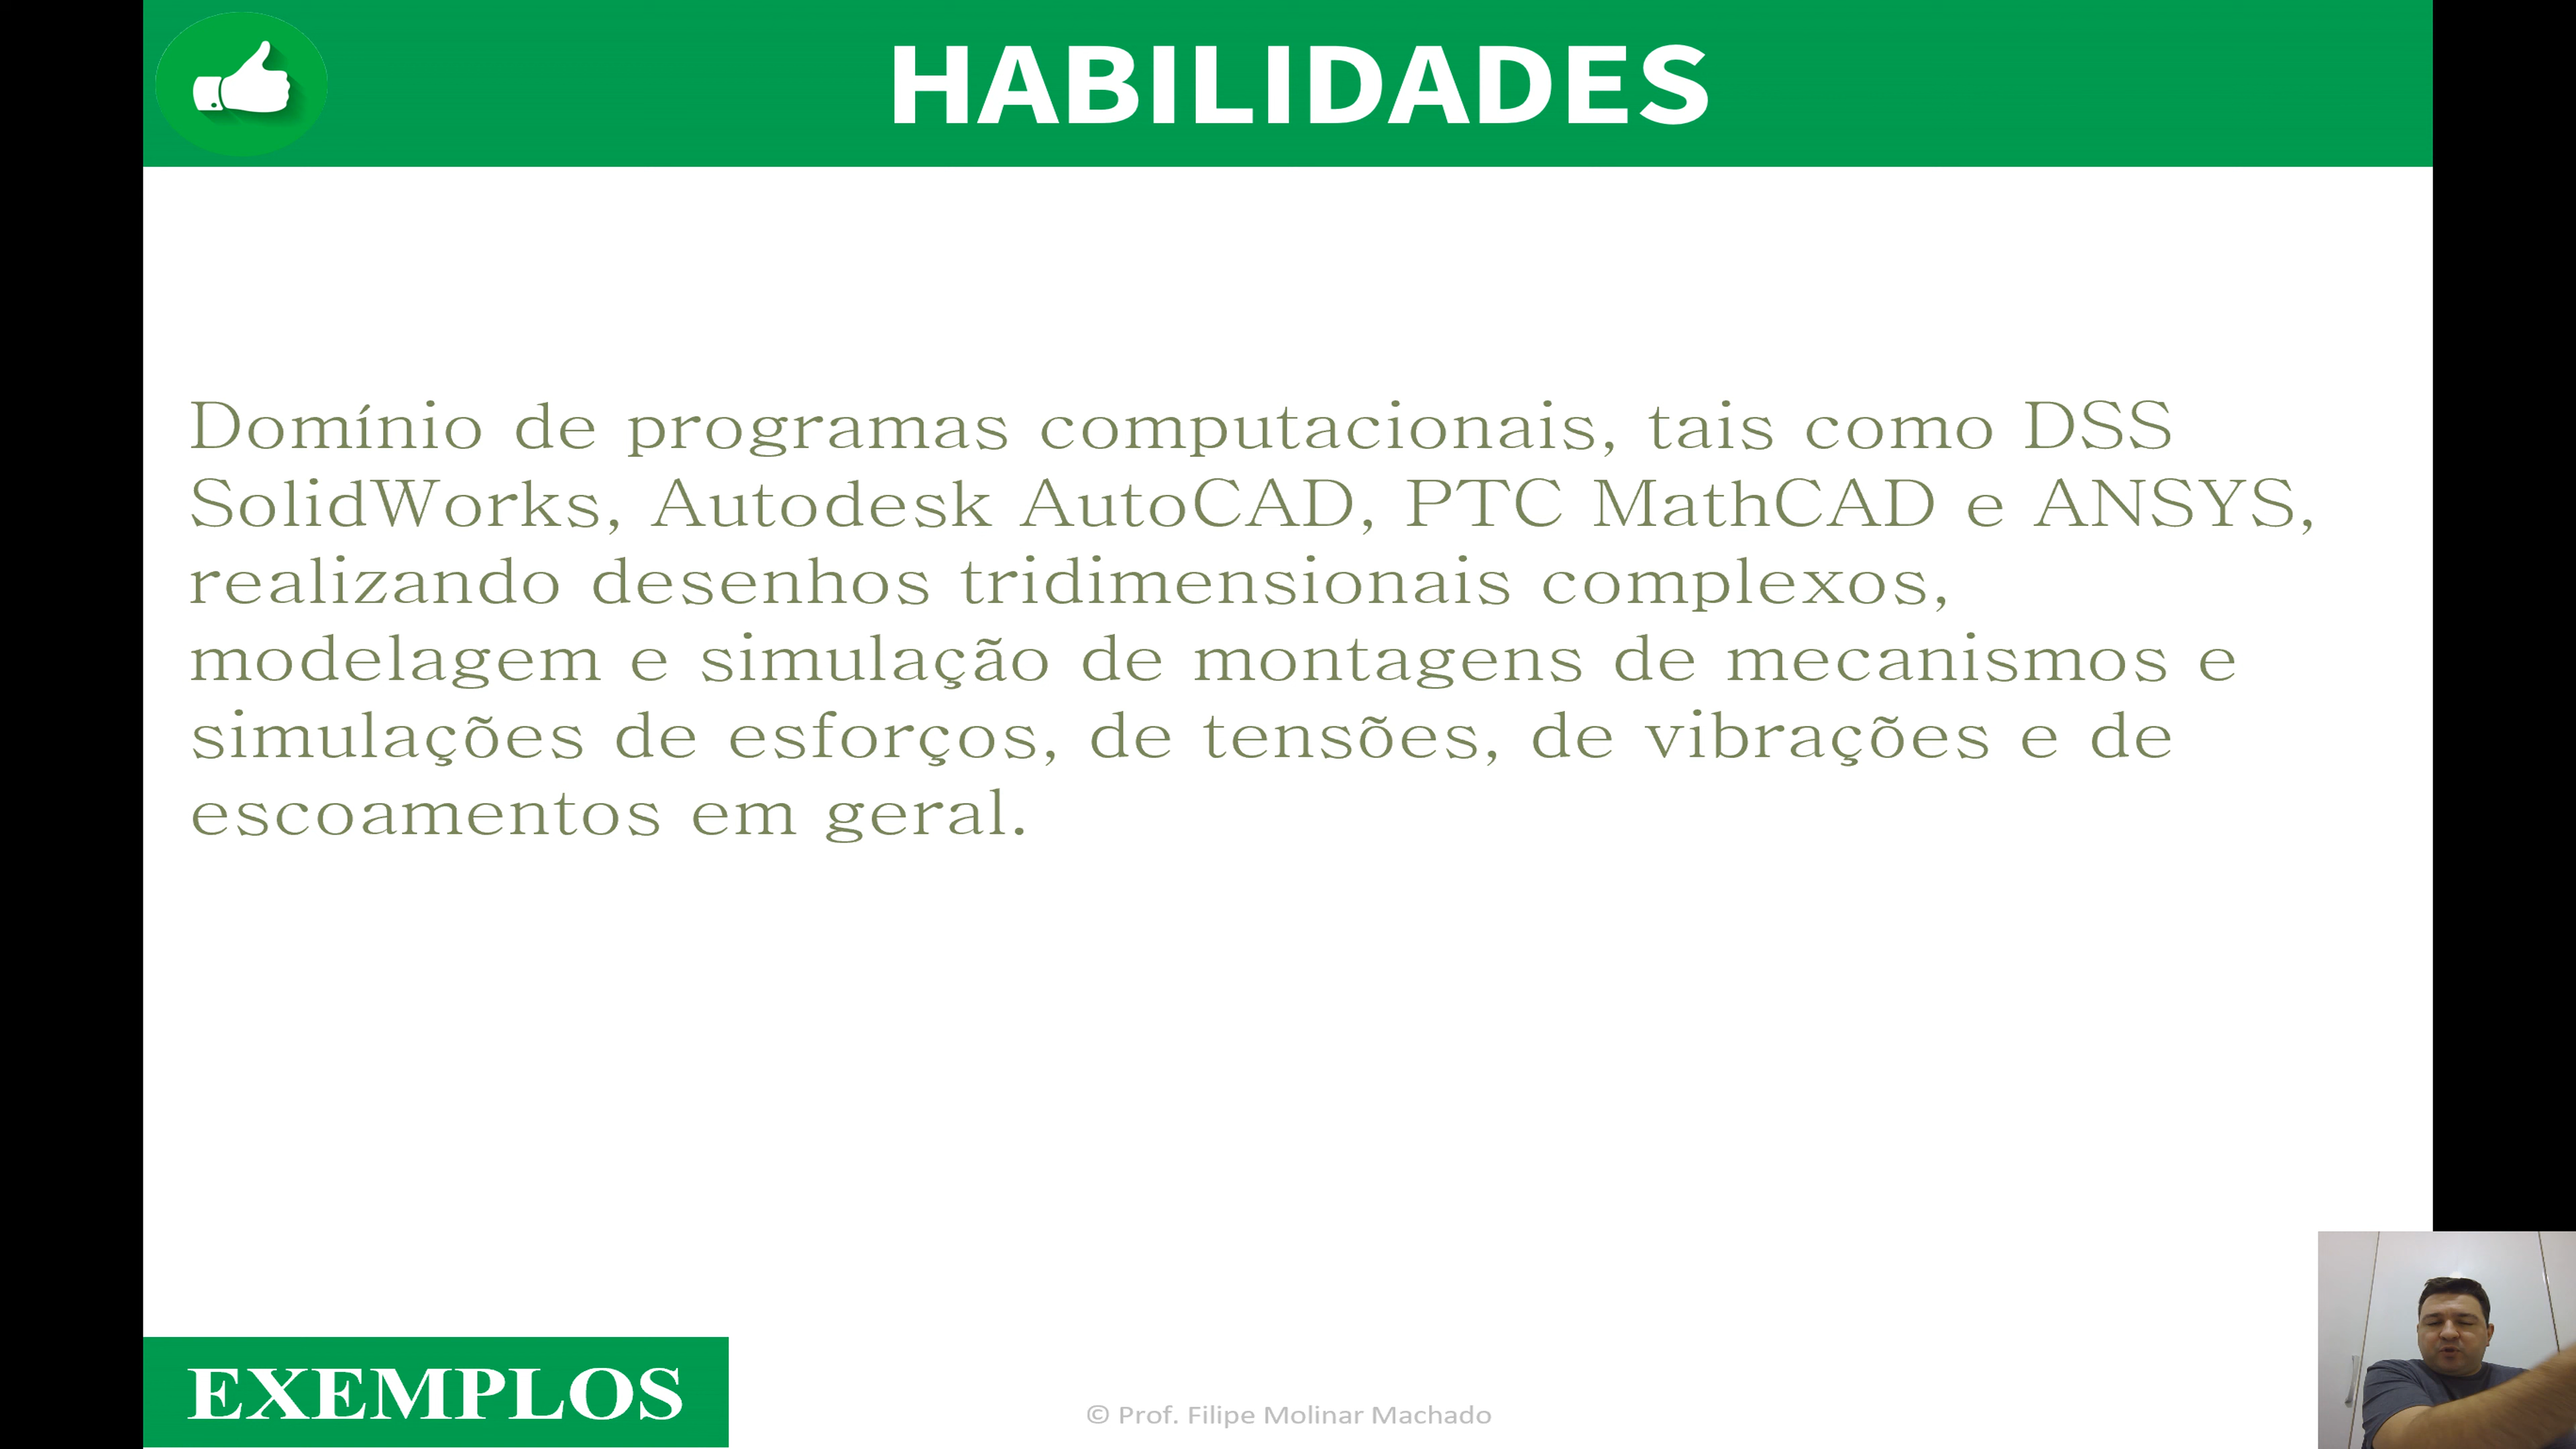 HABILIDADES
Domínio de programas computacionais, tais como DSS
SolidWorks, Autodesk AutoCAD, PTC MathCAD e ANSYS,
realizando desenhos tridimensionais complexos,
modelagem e simulação de montagens de mecanismos e
simulações de esforços, de tensões, de vibrações e de
escoamentos em geral.
EXEMPLOS
© Prof. Filipe Molinar Machado